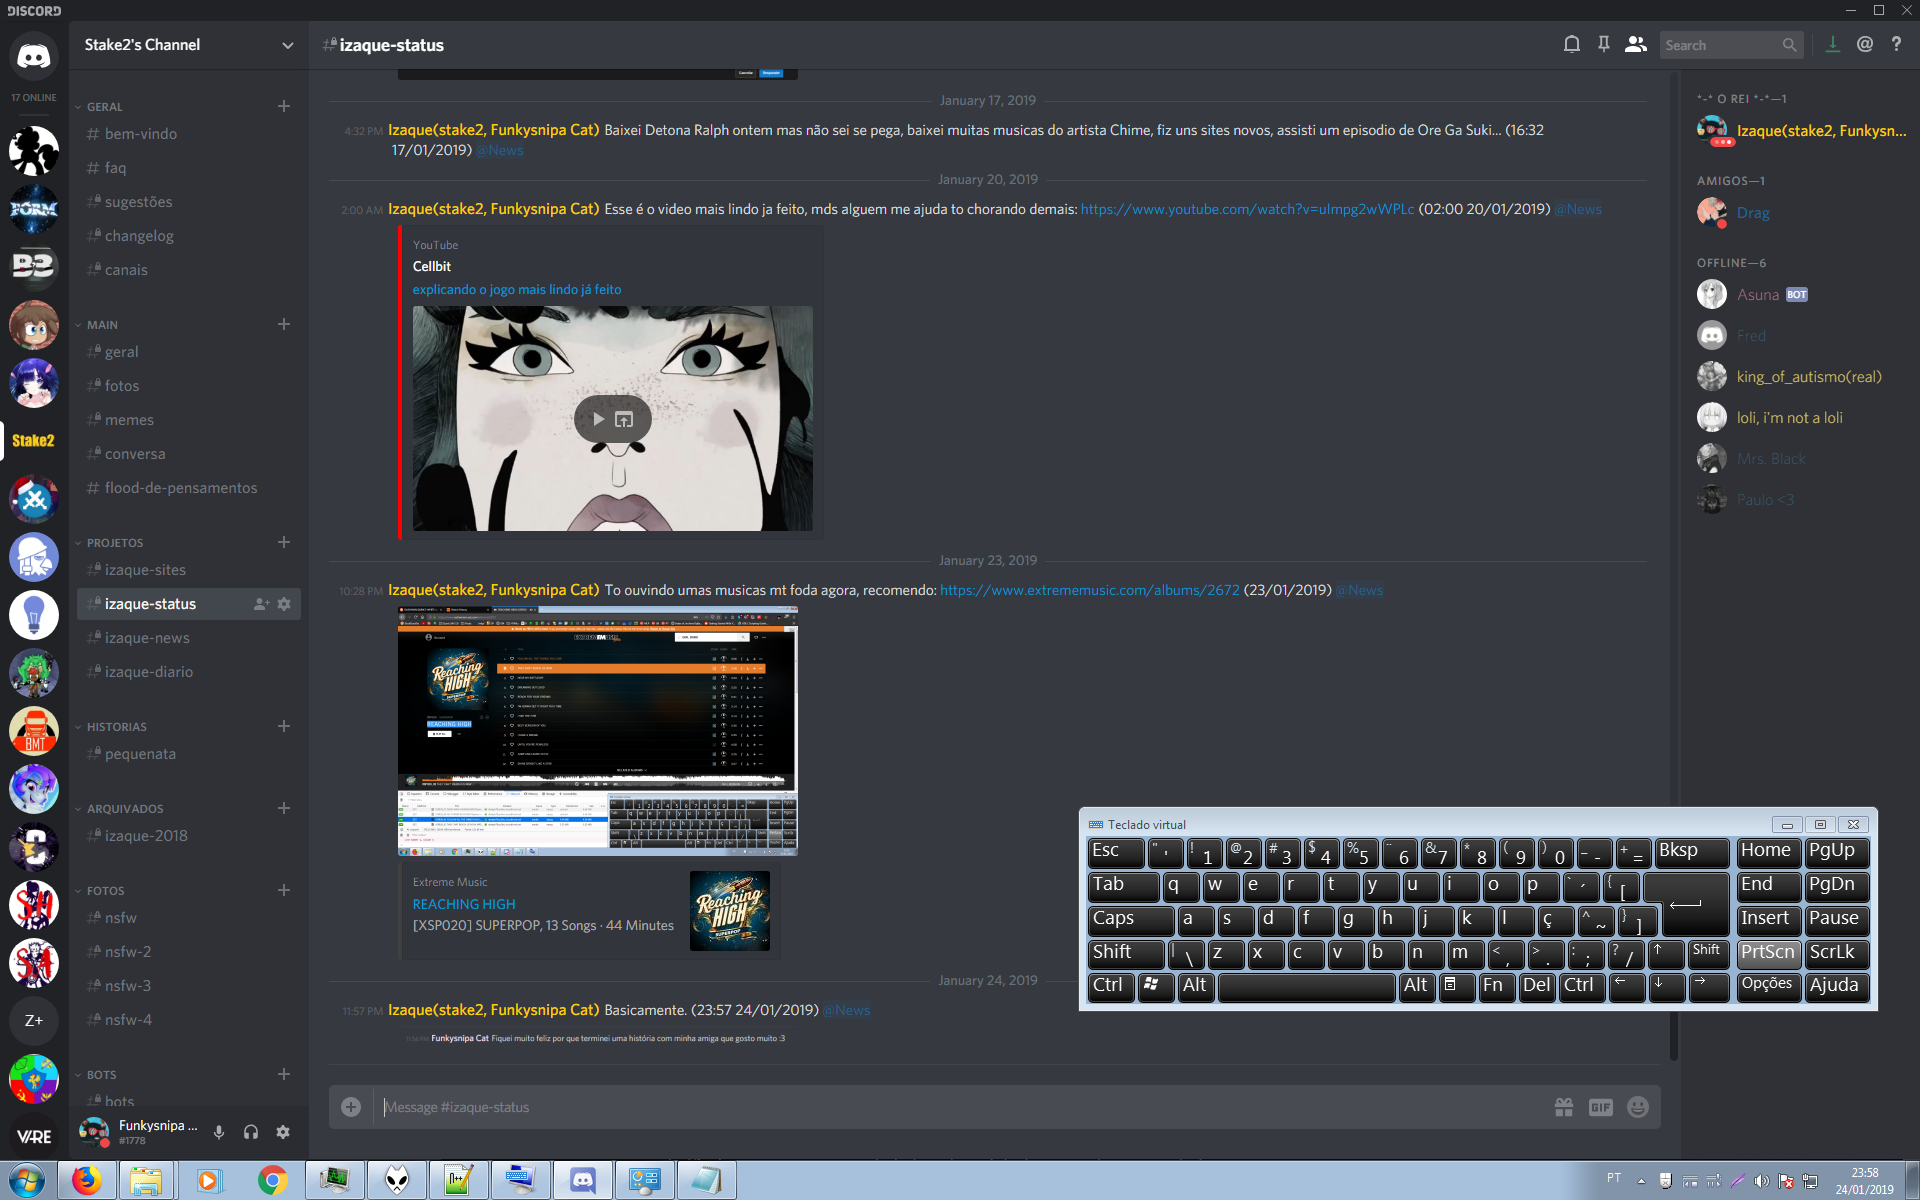 DISCORD
Stake2's Channel
izaque-status
Search
17 ONLINE
FORM
B3
Stake2
BMT
Z+
VARE
GERAL
bem-vindo
faq
sugestões
changelog
canais
MAIN
geral
fotos
memes
conversa
flood-de-pensamentos
PROJETOS
izaque-sites
izaque-status
izaque-news
izaque-diario
HISTORIAS
pequenata
ARQUIVADOS
izaque-2018
FOTOS
nsfw
nsfw-2
nsfw-3
nsfw-4
BOTS
bots
Funkysnipa ...
#1778
January 17, 2019
4:32 PM Izaque(stake2, Funkysnipa Cat) Baixei Detona Ralph ontem mas não sei se pega, baixei muitas musicas do artista Chime, fiz uns sites novos, assisti um episodio de Ore Ga Suki... (16:32
17/01/2019) @News
January 20, 2019
2:00 AM Izaque(stake2, Funkysnipa Cat) Esse é o video mais lindo ja feito, mds alguem me ajuda to chorando demais: https://www.youtube.com/watch?v=ulmpg2wWPLc (02:00 20/01/2019) @News
YouTube
Cellbit
explicando o jogo mais lindo já feito
January 23, 2019
10:28 PM Izaque(stake2, Funkysnipa Cat) To ouvindo umas musicas mt foda agora, recomendo: https://www.extrememusic.com/albums/2672 (23/01/2019) @News
Reaching
HIGH
SUPERPOP
REACHING HIGH
Extreme Music
REACHING HIGH
[XSP020] SUPERPOP, 13 Songs · 44 Minutes
Reaching
HIGH
SUPERPOP
January 24, 2019
11:57 PM Izaque(stake2, Funkysnipa Cat) Basicamente. (23:57 24/01/2019) @News
Funkysnipa Cat Fiquei muito feliz por que terminei uma história com minha amiga que gosto muito :3
Message #izaque-status
GIF
*-* O REI *-*—1
Izaque(stake2, Funkysn...
AMIGOS—1
Drag
OFFLINE—6
Asuna BOT
Fred
king_of_autismo(real)
loli, i'm not a loli
Mrs. Black
Paulo <3
Teclado virtual
Esc " ' ! 1 @ 2 # 3 $ 4 % 5 ¨ 6 & 7 * 8 ( 9 ) 0 _ - + = Bksp Home PgUp
Tab q w e r t y u i o p ` ´ { [ End PgDn
Caps a s d f g h j k l ç ^ ~ } ] Insert Pause
Shift | \ z x c v b n m < , > . : ; ? / ↑ Shift PrtScn ScrLk
Ctrl Alt Alt Fn Del Ctrl ← ↓ → Opções Ajuda
PT
23:58
24/01/2019